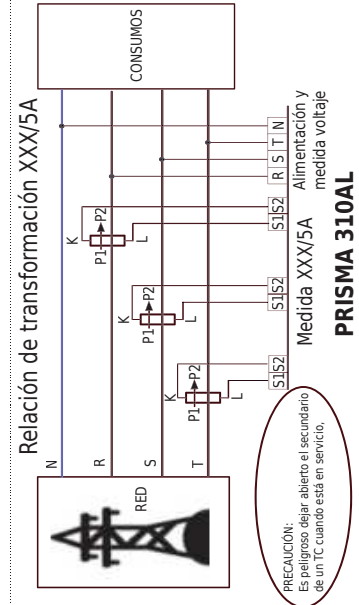 Relación de transformación XXX/5A
N
R
S
T
RED
CONSUMOS
K
P1 P2
L
K
P1 P2
L
K
P1 P2
L
S1 S2
S1 S2
S1 S2
R S T N
Medida XXX/5A
Alimentación y
medida voltaje
PRISMA 310AL
PRECAUCIÓN:
Es peligroso dejar abierto el secundario
de un TC cuando está en servicio,